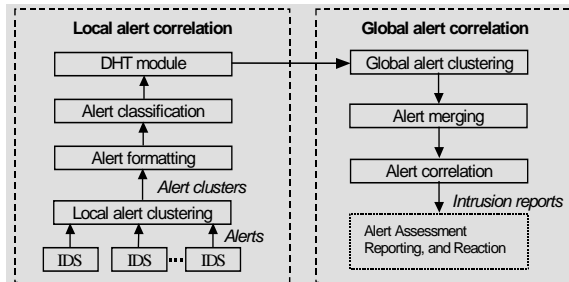 Local alert correlation
DHT module
Alert classification
Alert formatting
Alert clusters
Local alert clustering
Alerts
IDS IDS IDS
Global alert correlation
Global alert clustering
Alert merging
Alert correlation
Intrusion reports
Alert Assessment
Reporting, and Reaction